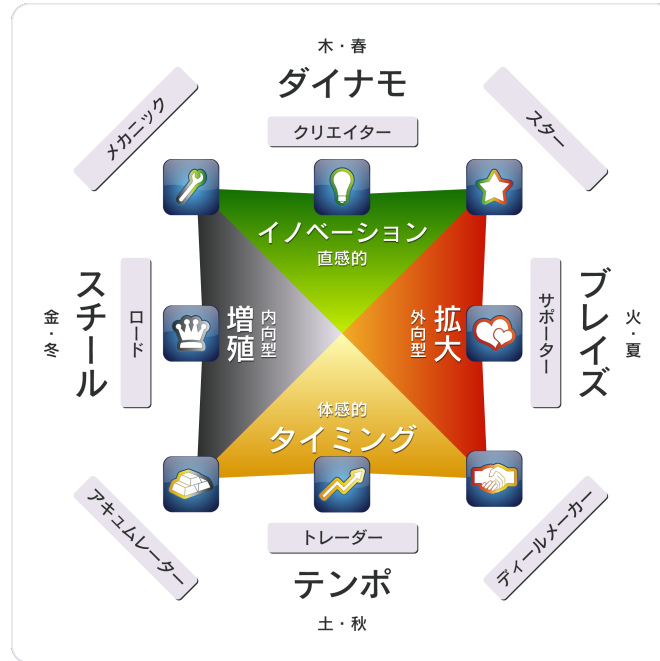 木・春
ダイナモ
メカニック
クリエイター
スター
イノベーション
直感的
金・冬
スチール
ロード
増殖
内向型
外向型
拡大
サポーター
ブレイズ
火・夏
体感的
タイミング
アキュムレーター
トレーダー
ディールメーカー
テンポ
土・秋